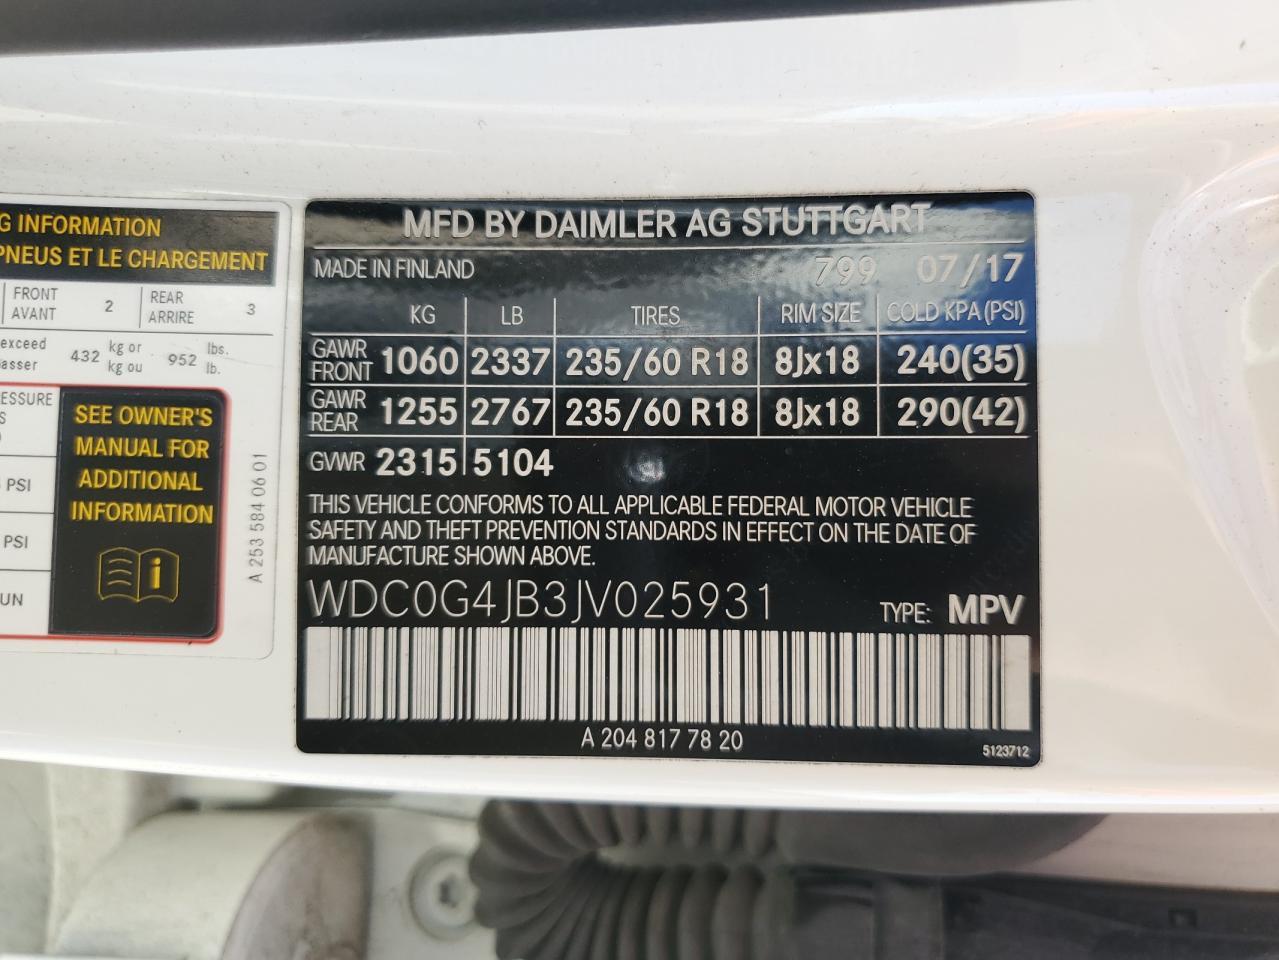 G INFORMATION
PNEUS ET LE CHARGEMENT
FRONT AVANT 2 REAR ARRIRE 3
exceed 432 kg or 952 lbs.
asser kg ou lb.
ESSURE
SEE OWNER'S
MANUAL FOR
ADDITIONAL
INFORMATION
PSI
PSI
UN
A 253 584 06 01
MFD BY DAIMLER AG STUTTGART
MADE IN FINLAND 799 07/17
KG LB TIRES RIM SIZE COLD KPA (PSI)
GAWR FRONT 1060 2337 235/60 R18 8Jx18 240(35)
GAWR REAR 1255 2767 235/60 R18 8Jx18 290(42)
GVWR 2315 5104
THIS VEHICLE CONFORMS TO ALL APPLICABLE FEDERAL MOTOR VEHICLE
SAFETY AND THEFT PREVENTION STANDARDS IN EFFECT ON THE DATE OF
MANUFACTURE SHOWN ABOVE.
WDC0G4JB3JV025931 TYPE: MPV
A 204 817 78 20
5123712